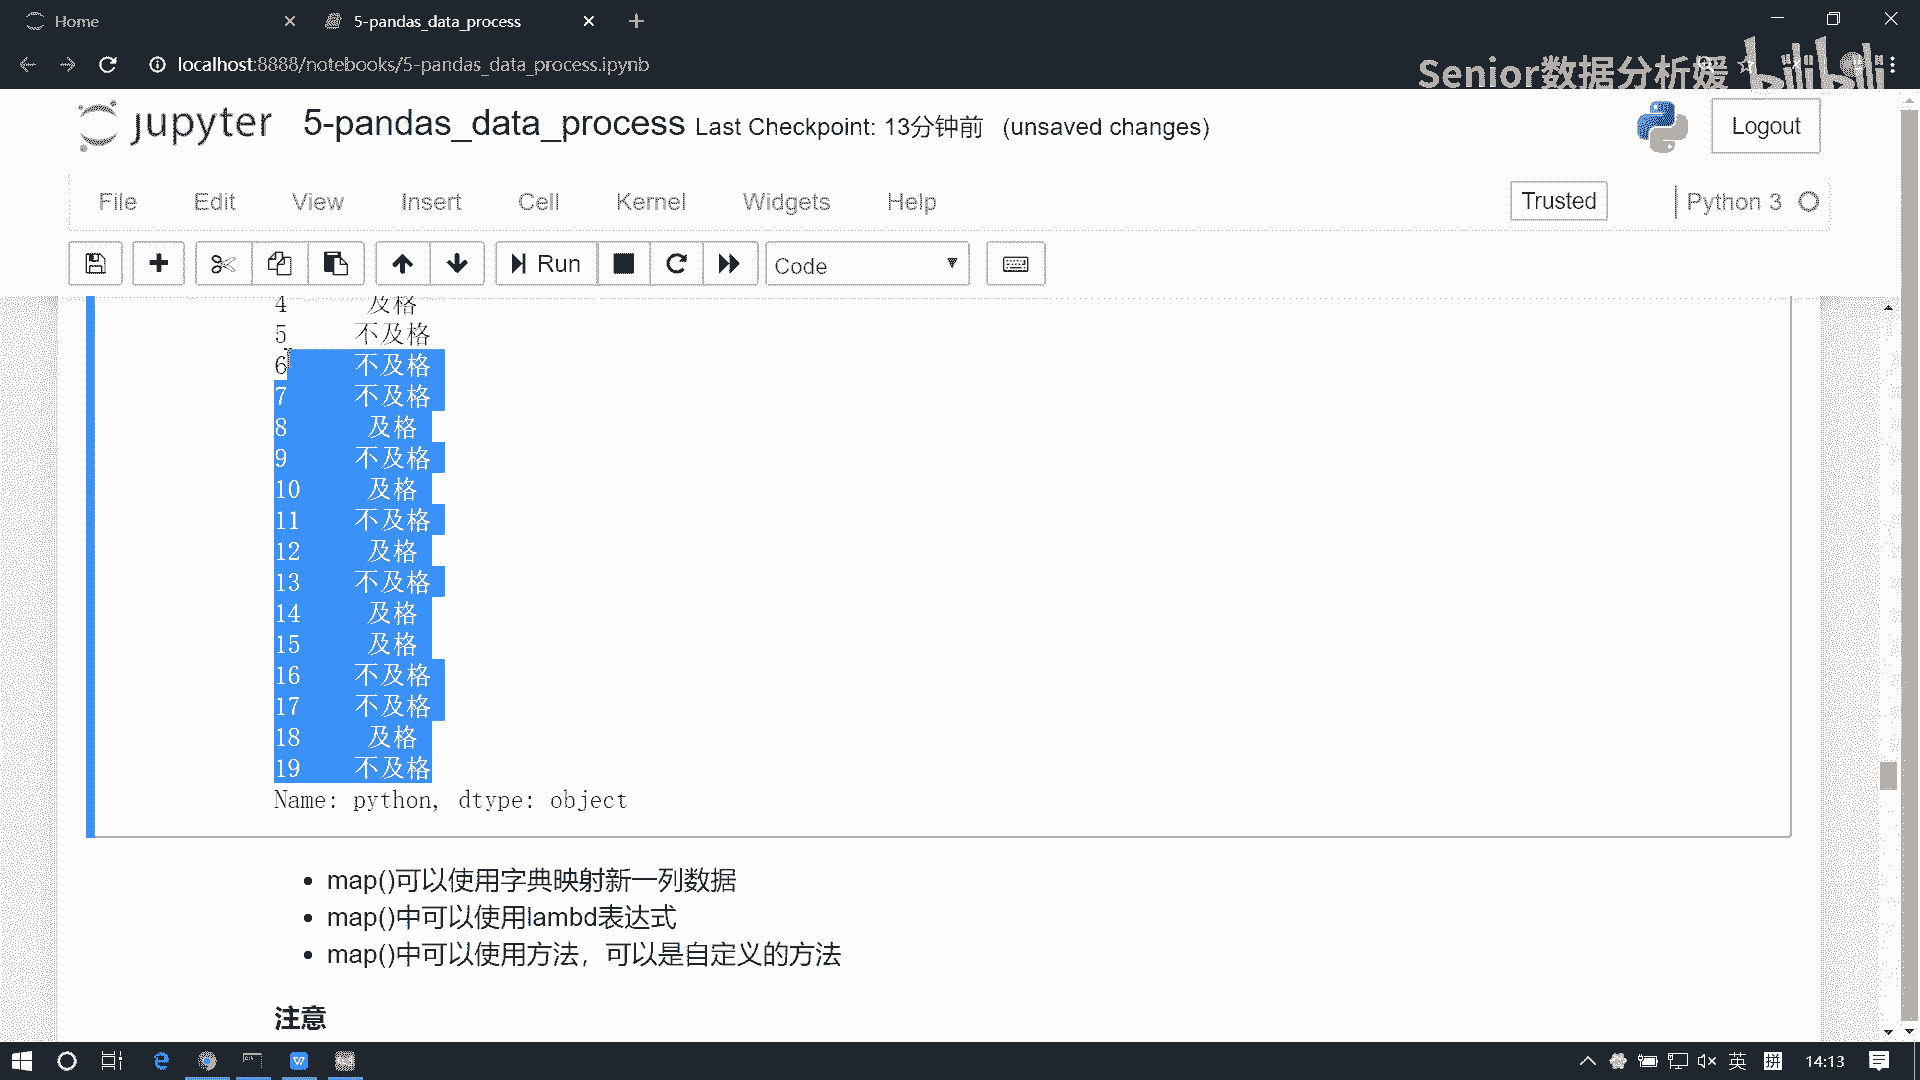 Home
5-pandas_data_process
localhost:8888/notebooks/5-pandas_data_process.ipynb
Senior数据分析媛 bilibili
jupyter 5-pandas_data_process Last Checkpoint: 13分钟前 (unsaved changes)
Logout
File Edit View Insert Cell Kernel Widgets Help
Trusted
Python 3
Run
Code
4 及格
5 不及格
6 不及格
7 不及格
8 及格
9 不及格
10 及格
11 不及格
12 及格
13 不及格
14 及格
15 及格
16 不及格
17 不及格
18 及格
19 不及格
Name: python, dtype: object
• map()可以使用字典映射新一列数据
• map()中可以使用lambd表达式
• map()中可以使用方法，可以是自定义的方法
注意
英 拼 14:13